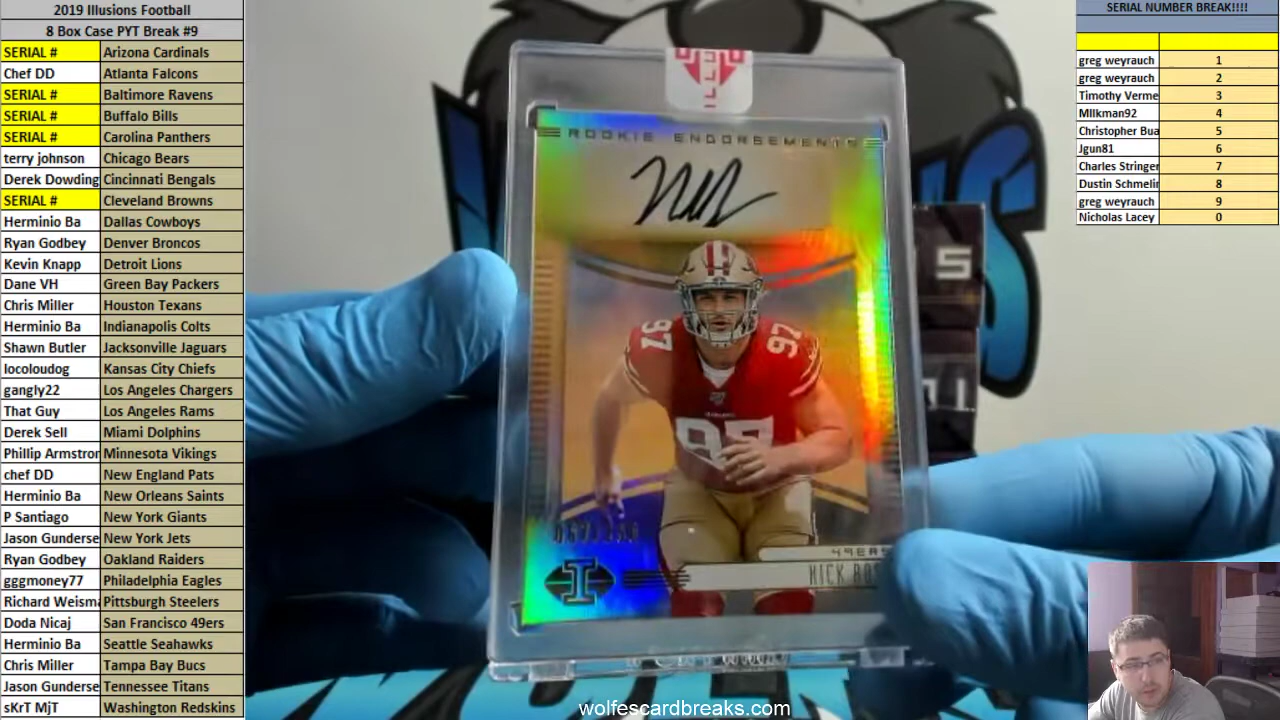 2019 Illusions Football
8 Box Case PYT Break #9
SERIAL # Arizona Cardinals
Chef DD Atlanta Falcons
SERIAL # Baltimore Ravens
SERIAL # Buffalo Bills
SERIAL # Carolina Panthers
terry johnson Chicago Bears
Derek Dowding Cincinnati Bengals
SERIAL # Cleveland Browns
Herminio Ba Dallas Cowboys
Ryan Godbey Denver Broncos
Kevin Knapp Detroit Lions
Dane VH Green Bay Packers
Chris Miller Houston Texans
Herminio Ba Indianapolis Colts
Shawn Butler Jacksonville Jaguars
locoloudog Kansas City Chiefs
gangly22 Los Angeles Chargers
That Guy Los Angeles Rams
Derek Sell Miami Dolphins
Phillip Armstror Minnesota Vikings
chef DD New England Pats
Herminio Ba New Orleans Saints
P Santiago New York Giants
Jason Gunderse New York Jets
Ryan Godbey Oakland Raiders
gggmoney77 Philadelphia Eagles
Richard Weisma Pittsburgh Steelers
Doda Nicaj San Francisco 49ers
Herminio Ba Seattle Seahawks
Chris Miller Tampa Bay Bucs
Jason Gunderse Tennessee Titans
sKrT MjT Washington Redskins
ROOKIE ENDORSEMENTS
97 97
97
49ERS
NICK
I
S
wolfescardbreaks.com
SERIAL NUMBER BREAK!!!!
greg weyrauch 1
greg weyrauch 2
Timothy Verme 3
MIlkman92 4
Christopher Bua 5
Jgun81 6
Charles Stringer 7
Dustin Schmelin 8
greg weyrauch 9
Nicholas Lacey 0